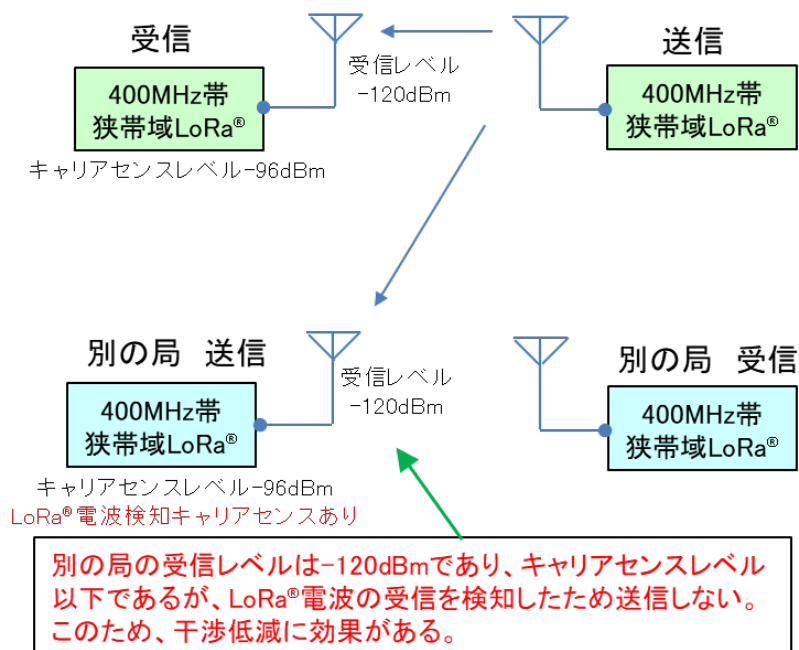 受信
送信
受信レベル
-120dBm
400MHz帯
狭帯域LoRa®
400MHz帯
狭帯域LoRa®
キャリアセンスレベル-96dBm
別の局 送信
別の局 受信
受信レベル
-120dBm
400MHz帯
狭帯域LoRa®
400MHz帯
狭帯域LoRa®
キャリアセンスレベル-96dBm
LoRa®電波検知キャリアセンスあり
別の局の受信レベルは-120dBmであり、キャリアセンスレベル
以下であるが、LoRa®電波の受信を検知したため送信しない。
このため、干渉低減に効果がある。